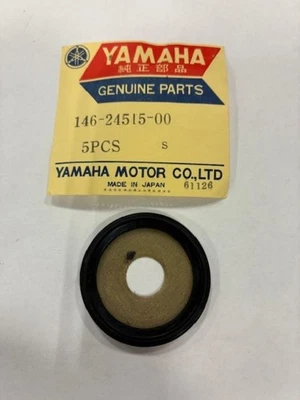 YAMAHA
純正部品
GENUINE PARTS
146-24515-00
5PCS S
YAMAHA MOTOR CO.,LTD
MADE IN JAPAN 61126